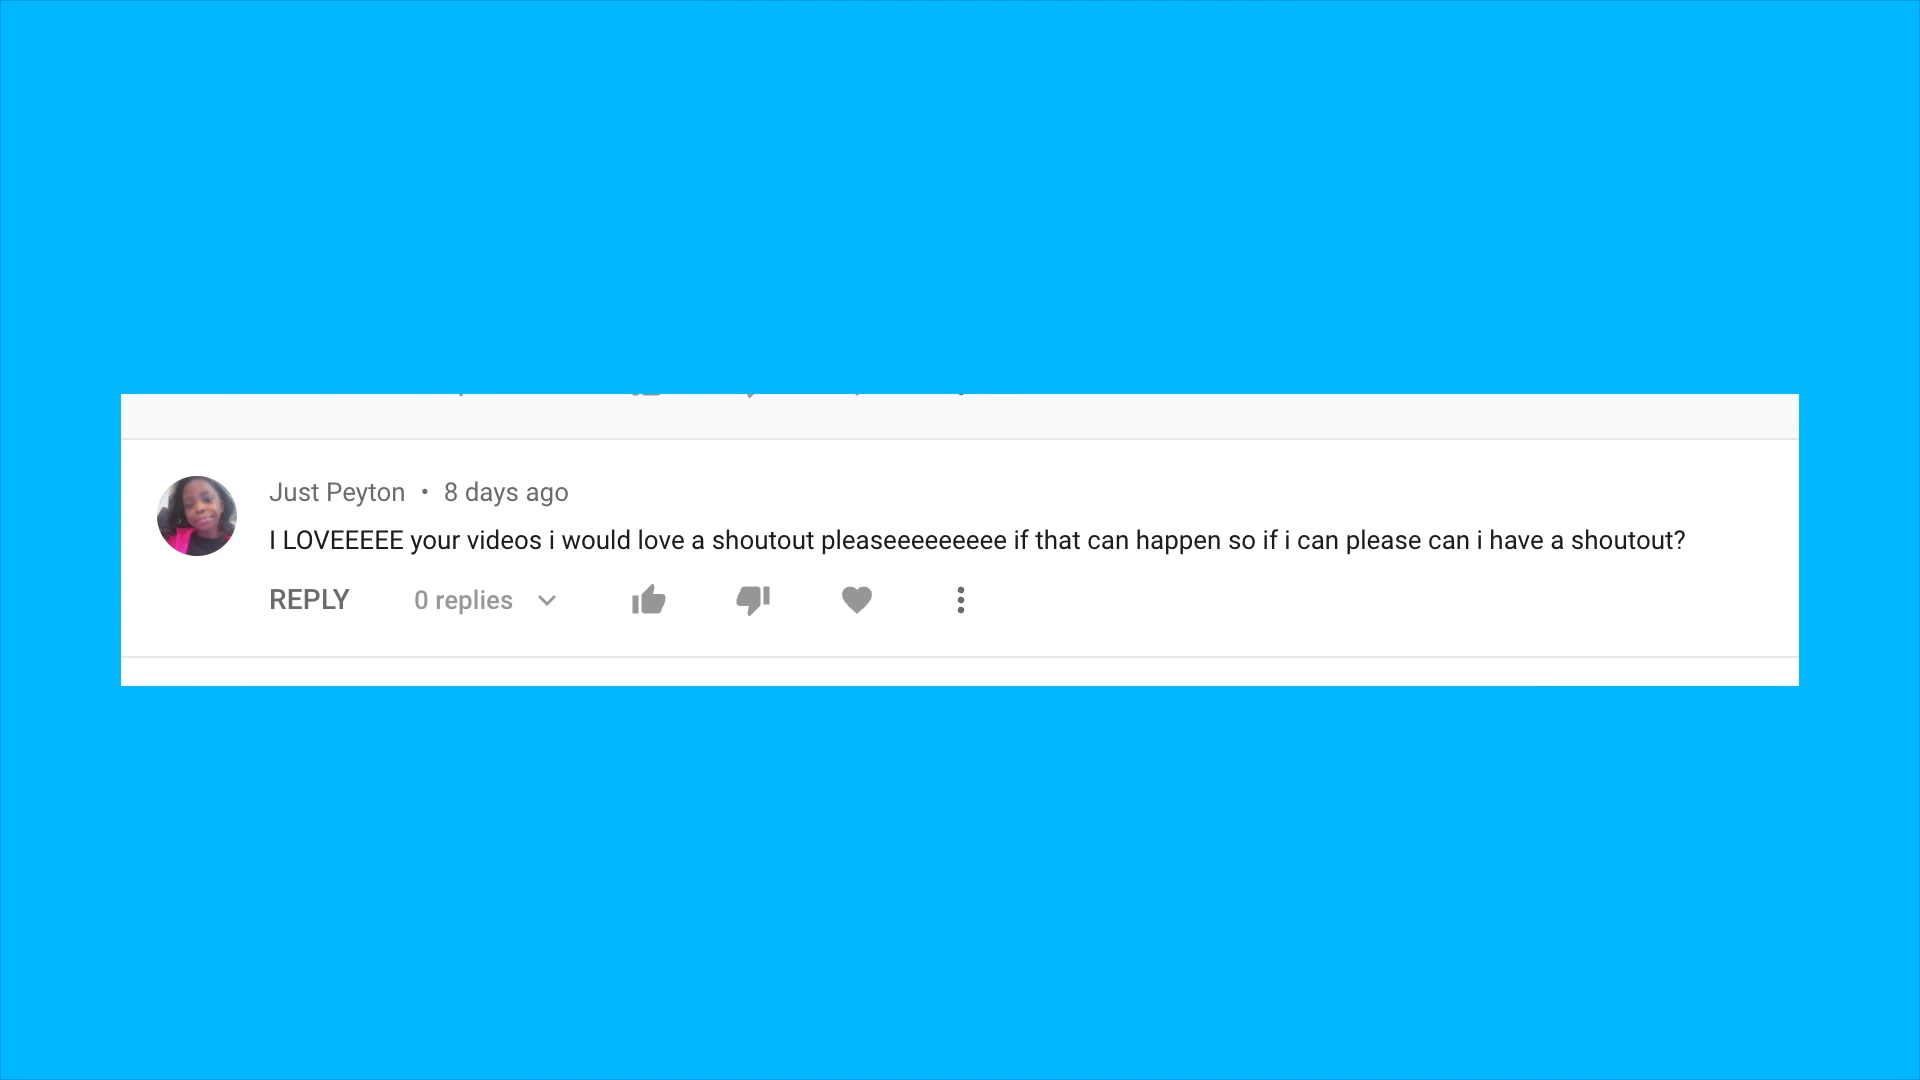 Just Peyton • 8 days ago
I LOVEEEEE your videos i would love a shoutout pleaseeeeeeeee if that can happen so if i can please can i have a shoutout?
REPLY 0 replies